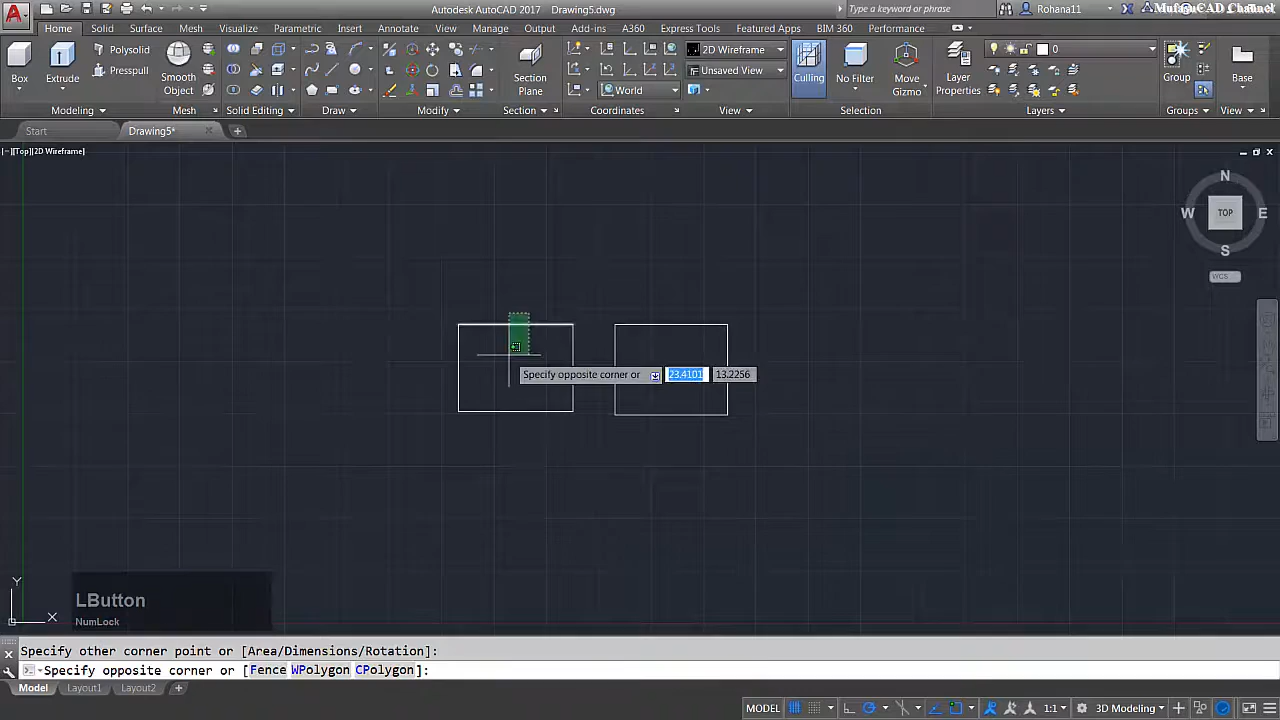 Autodesk AutoCAD 2017 Drawing5.dwg
Type a keyword or phrase
Rohana11
MufasuCAD Channel
Home Solid Surface Mesh Visualize Parametric Insert Annotate View Manage Output Add-ins A360 Express Tools Featured Apps BIM 360 Performance
Box Extrude Polysolid Presspull Smooth Object Section Plane 2D Wireframe Unsaved View World Culling No Filter Move Gizmo Layer Properties 0 Group Base
Modeling Mesh Solid Editing Draw Modify Section Coordinates View Selection Layers Groups View
Start Drawing5*
[−][Top][2D Wireframe]
N
W TOP E
S
WCS
Specify opposite corner or 23.4101 13.2256
Y
X
LButton
NumLock
Specify other corner point or [Area/Dimensions/Rotation]:
Specify opposite corner or [Fence WPolygon CPolygon]:
Model Layout1 Layout2
MODEL 1:1 3D Modeling